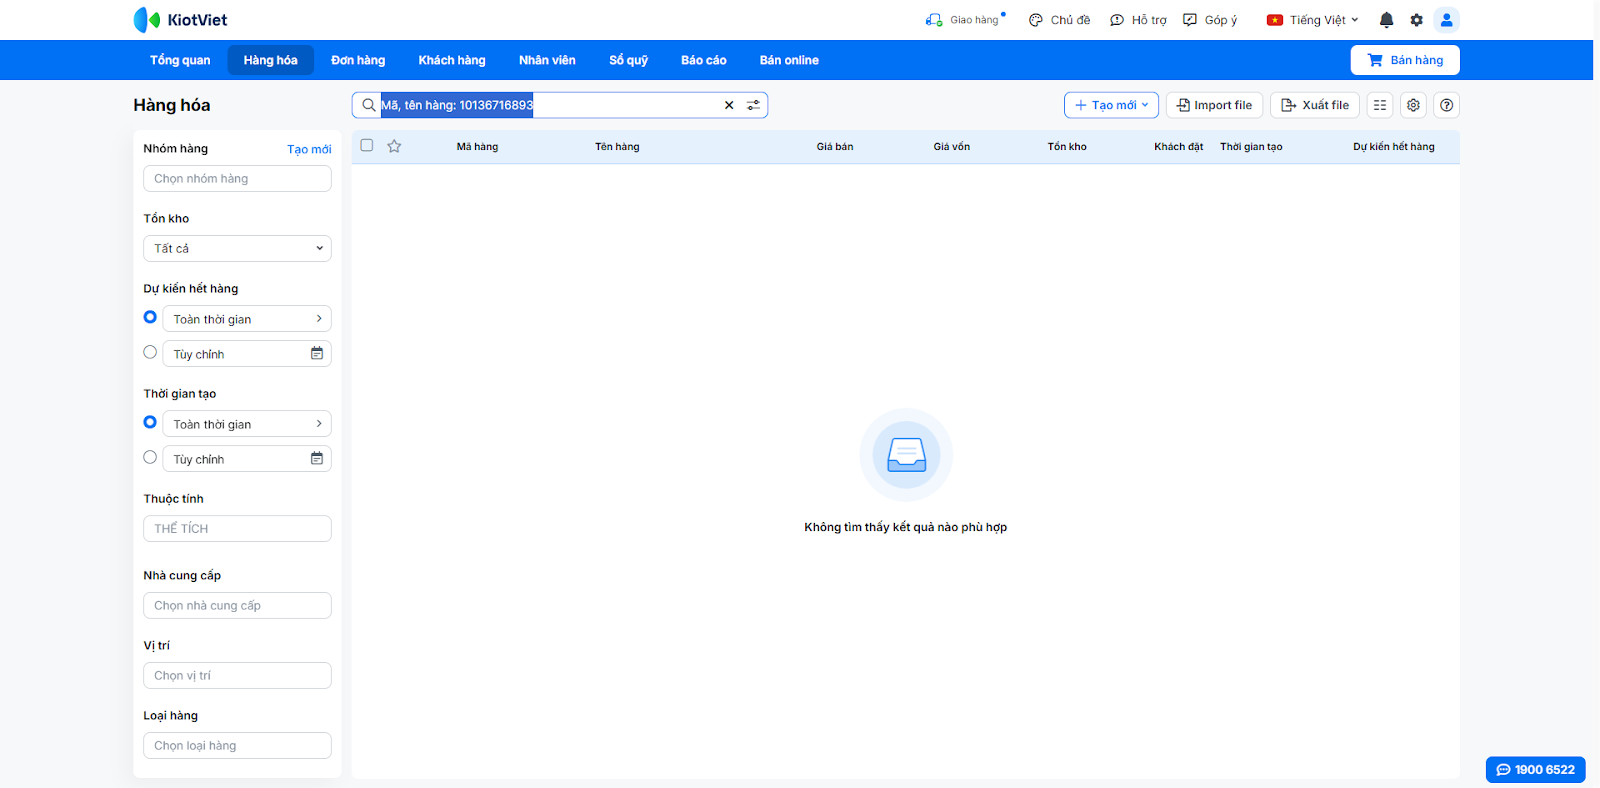 KiotViet
Giao hàng
Chủ đề
Hỗ trợ
Góp ý
Tiếng Việt
Tổng quan
Hàng hóa
Đơn hàng
Khách hàng
Nhân viên
Sổ quỹ
Báo cáo
Bán online
Bán hàng
Hàng hóa
Mã, tên hàng: 10136716893
Tạo mới
Import file
Xuất file
Nhóm hàng
Tạo mới
Chọn nhóm hàng
Tồn kho
Tất cả
Dự kiến hết hàng
Toàn thời gian
Tùy chỉnh
Thời gian tạo
Toàn thời gian
Tùy chỉnh
Thuộc tính
THỂ TÍCH
Nhà cung cấp
Chọn nhà cung cấp
Vị trí
Chọn vị trí
Loại hàng
Chọn loại hàng
Mã hàng
Tên hàng
Giá bán
Giá vốn
Tồn kho
Khách đặt
Thời gian tạo
Dự kiến hết hàng
Không tìm thấy kết quả nào phù hợp
1900 6522